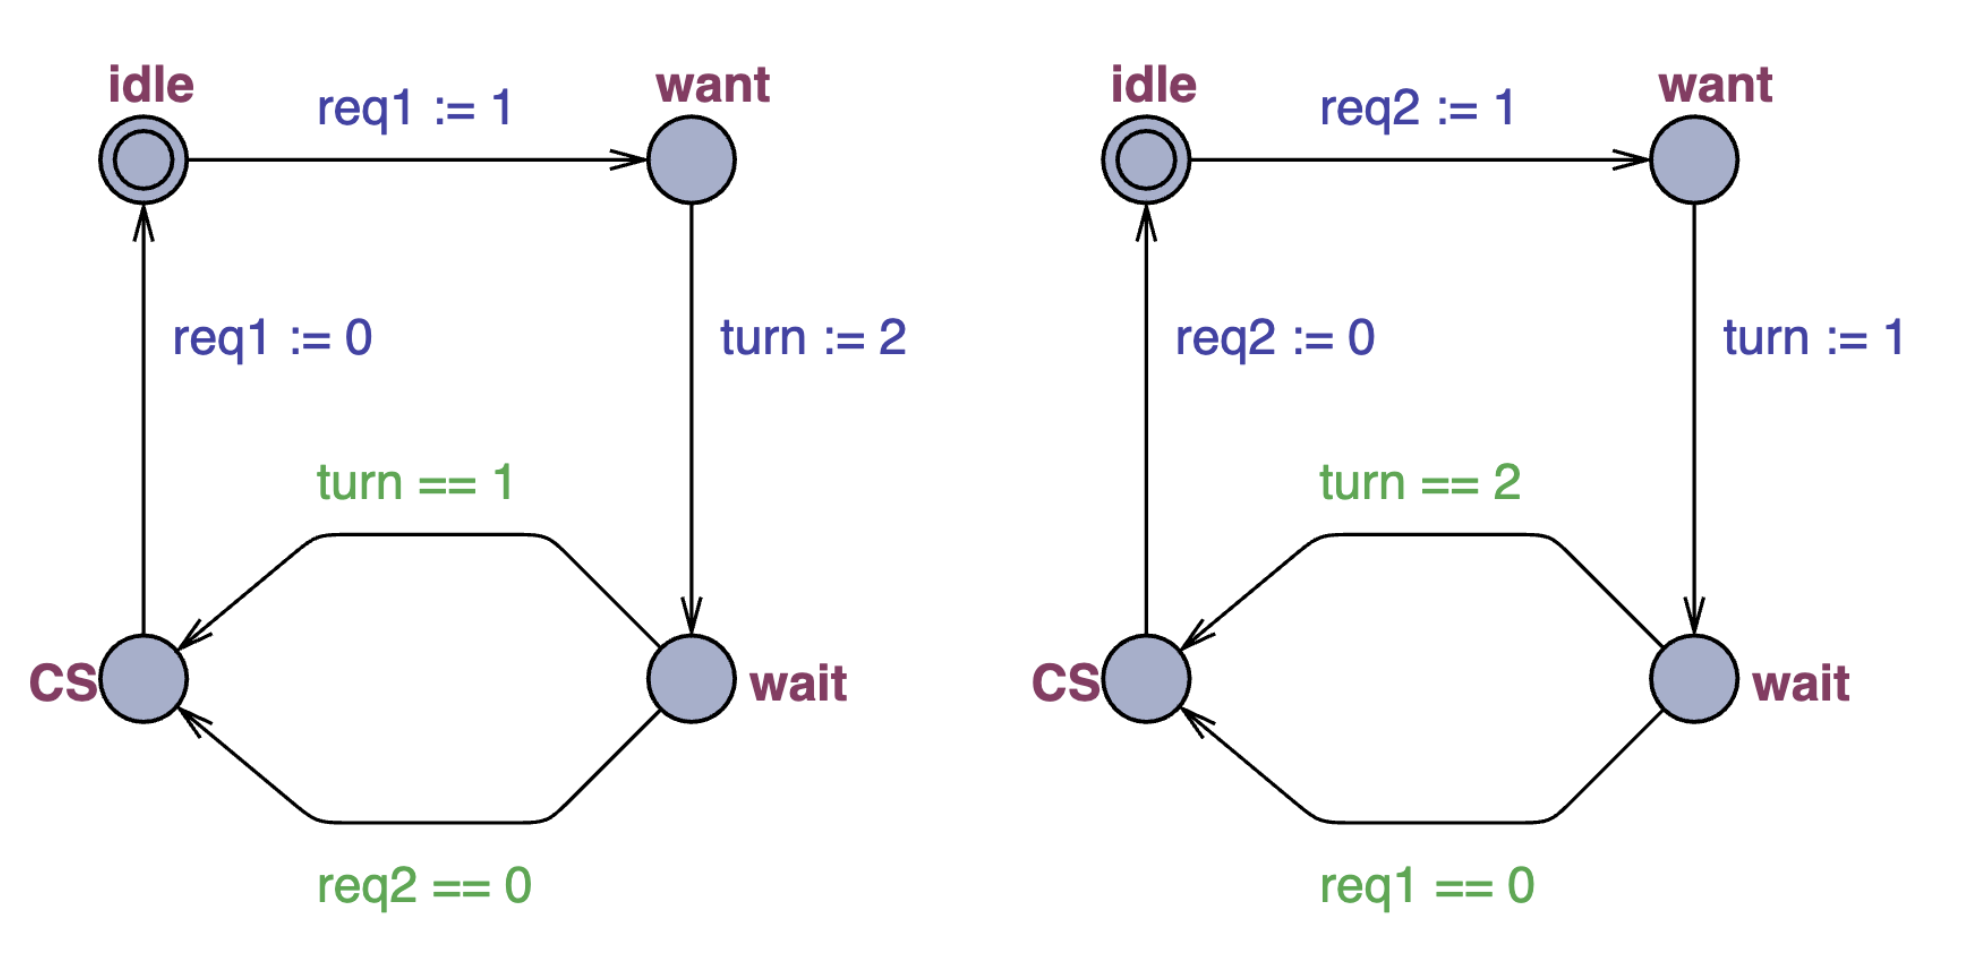 idle
req1 := 1
want
req1 := 0
turn := 2
turn == 1
CS
wait
req2 == 0
idle
req2 := 1
want
req2 := 0
turn := 1
turn == 2
CS
wait
req1 == 0